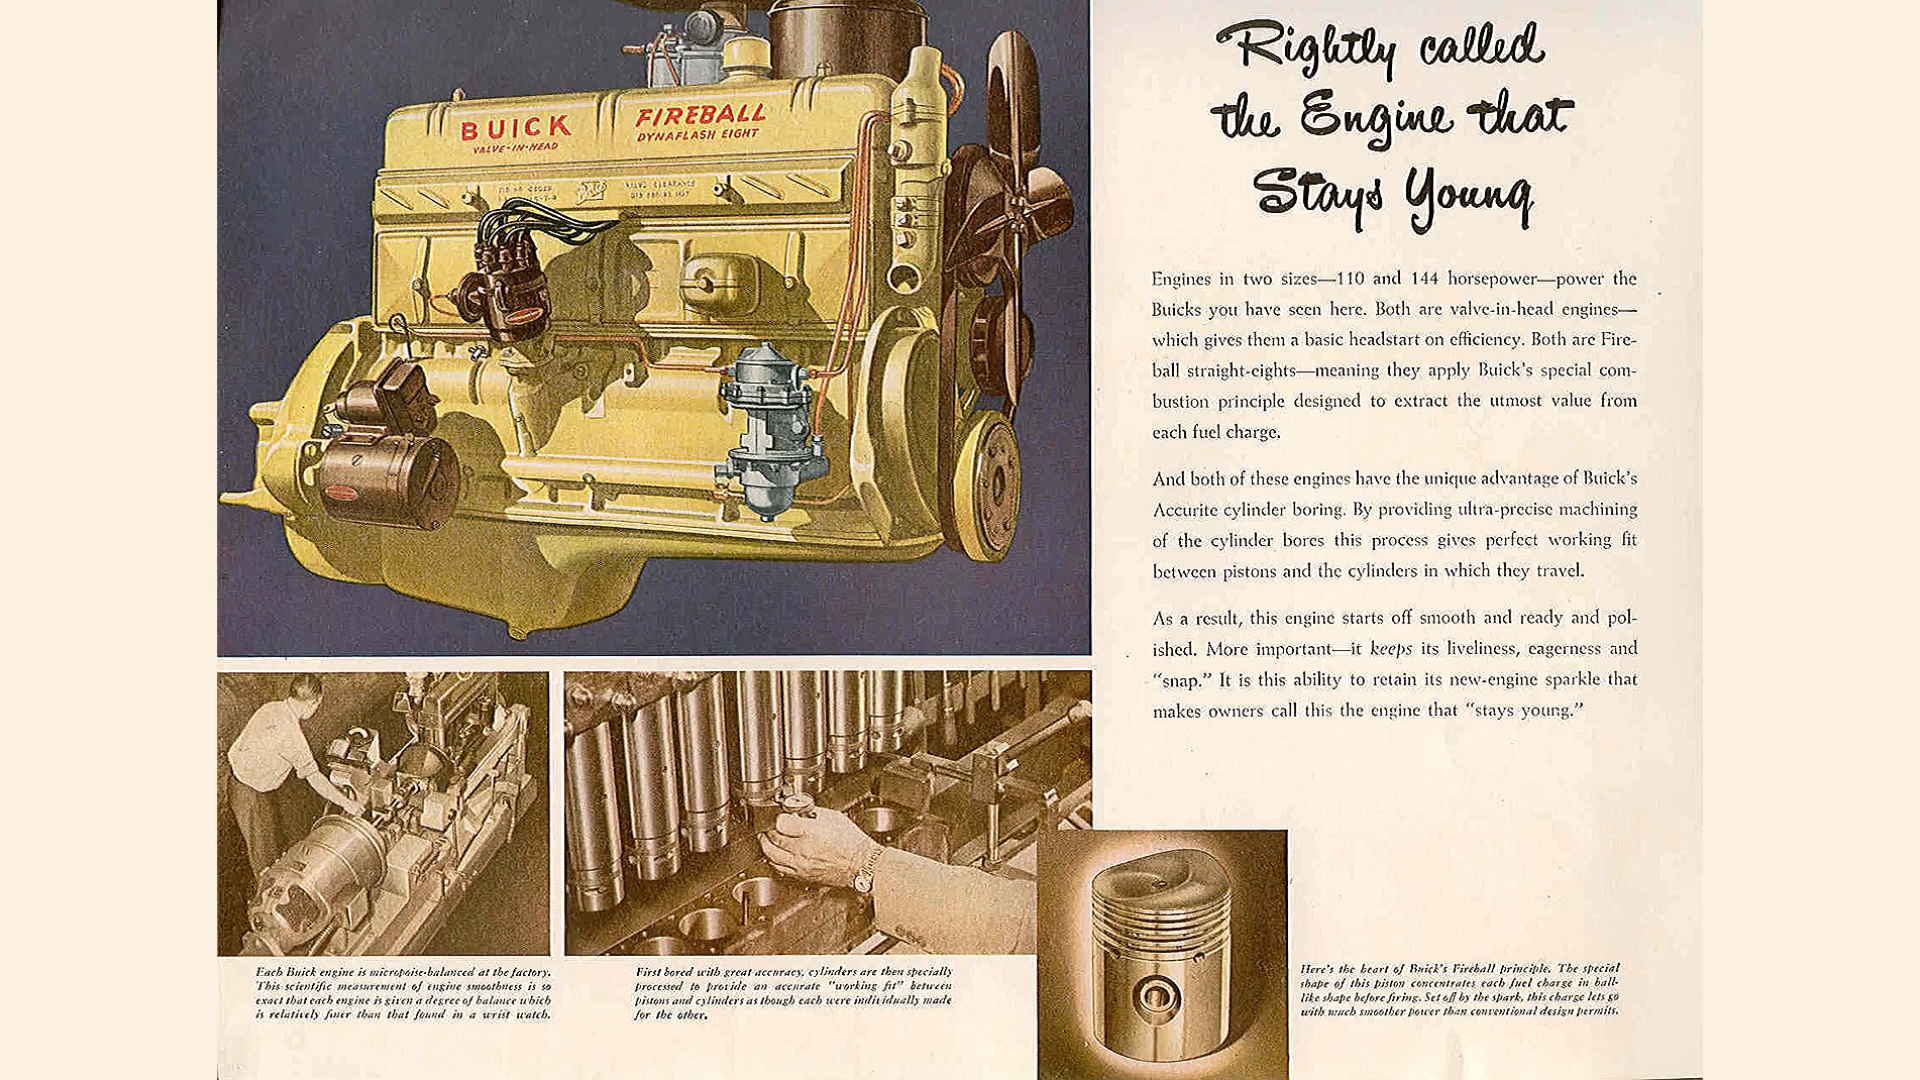 Rightly called
the Engine that
Stays Young
BUICK
VALVE-IN-HEAD
FIREBALL
DYNAFLASH EIGHT
Engines in two sizes—110 and 144 horsepower—power the
Buicks you have seen here. Both are valve-in-head engines—
which gives them a basic headstart on efficiency. Both are Fire-
ball straight-eights—meaning they apply Buick's special com-
bustion principle designed to extract the utmost value from
each fuel charge.
And both of these engines have the unique advantage of Buick's
Accurite cylinder boring. By providing ultra-precise machining
of the cylinder bores this process gives perfect working fit
between pistons and the cylinders in which they travel.
As a result, this engine starts off smooth and ready and pol-
ished. More important—it keeps its liveliness, eagerness and
"snap." It is this ability to retain its new-engine sparkle that
makes owners call this the engine that "stays young."
Each Buick engine is micropoise-balanced at the factory.
This scientific measurement of engine smoothness is so
exact that each engine is given a degree of balance which
is relatively finer than that found in a wrist watch.
First bored with great accuracy, cylinders are then specially
processed to provide an accurate "working fit" between
pistons and cylinders as though each were individually made
for the other.
Here's the heart of Buick's Fireball principle. The special
shape of this piston concentrates each fuel charge in ball-
like shape before firing. Set off by the spark, this charge lets go
with much smoother power than conventional design permits.